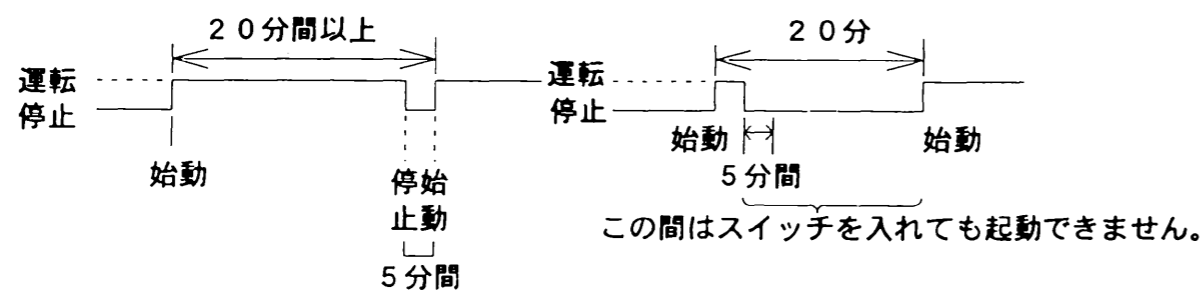 20分間以上
運転
停止
始動
停始
止動
5分間
20分
運転
停止
始動
始動
5分間
この間はスイッチを入れても起動できません。